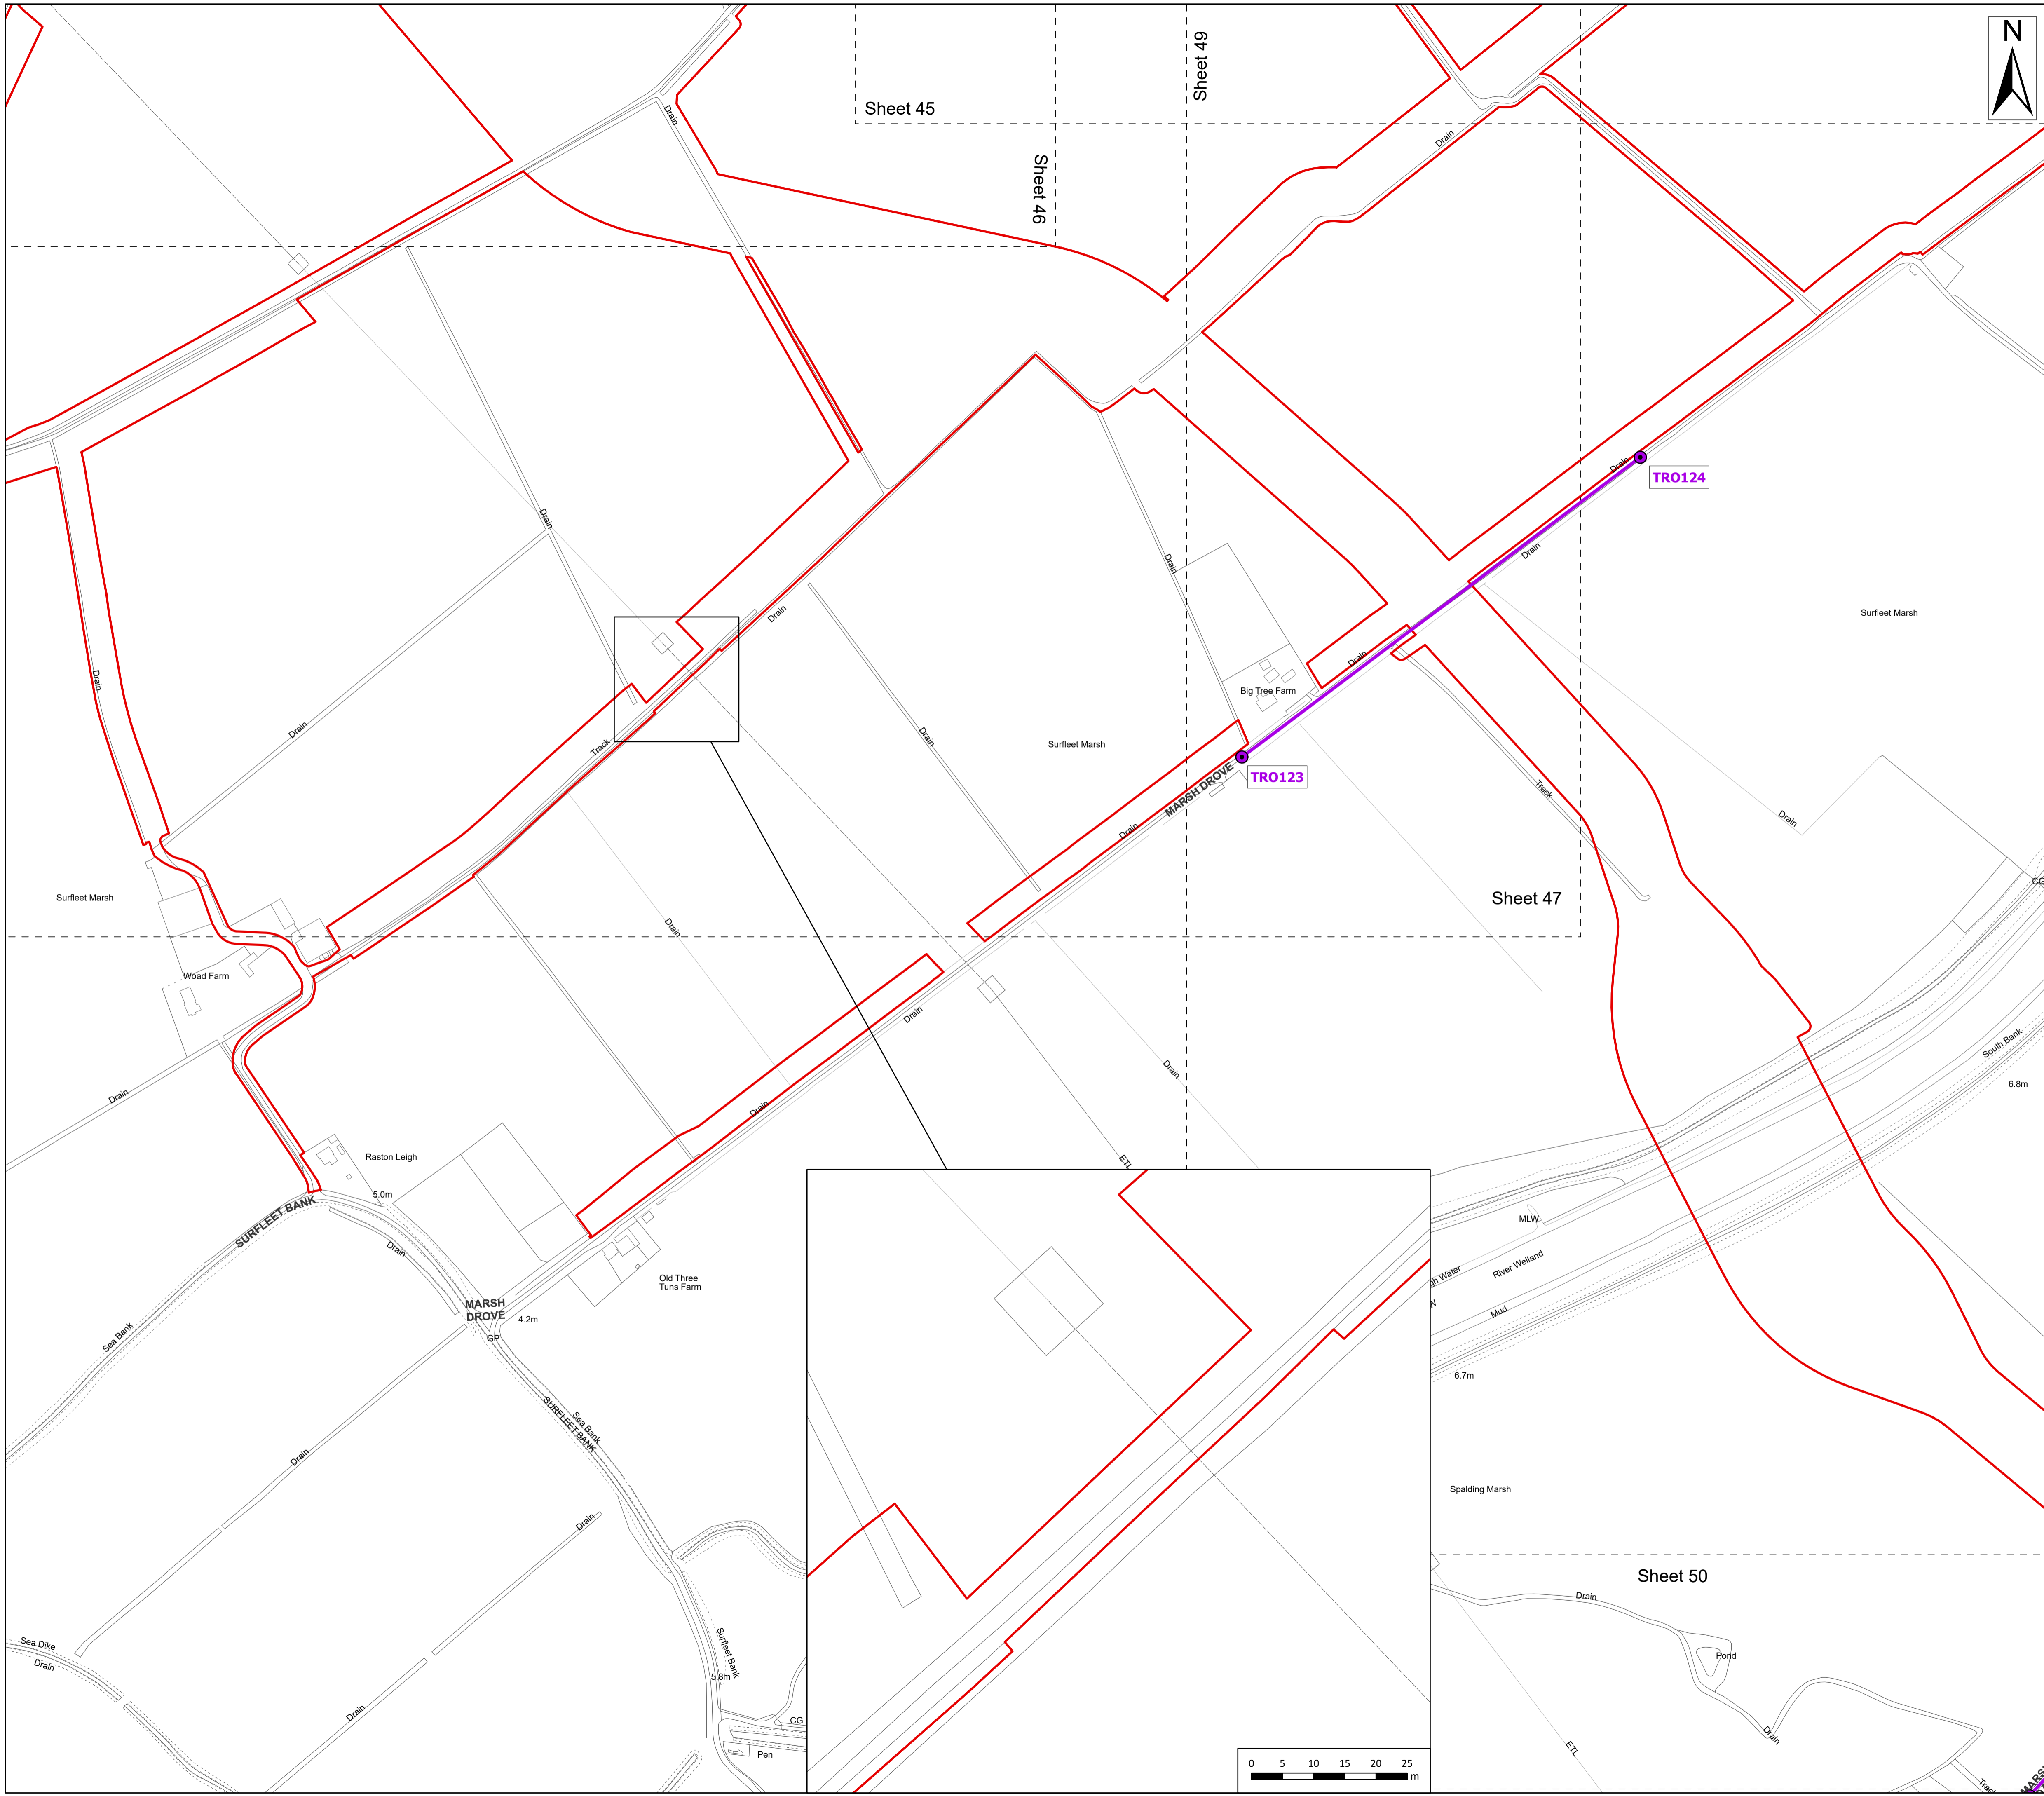 N
Sheet 49
Sheet 45
Drain
Drain
Sheet 46
TRO124
Drain
Drain
Drain
Drain
Drain
Surfleet Marsh
Drain
Drain
Drain
Big Tree Farm
Drain
Drain
Track
Surfleet Marsh
MARSH DROVE
TRO123
Track
Drain
Drain
Surfleet Marsh
Sheet 47
CG
Drain
Woad Farm
Drain
South Bank
6.8m
Drain
Drain
Drain
Raston Leigh
ETL
5.0m
SURFLEET BANK
MLW
Drain
River Welland
gh Water
Old Three
Tuns Farm
MARSH
DROVE
4.2m
GP
Mud
Sea Bank
6.7m
Sea Bank
SURFLEET BANK
Drain
Spalding Marsh
Drain
Sheet 50
Drain
Sea Dike
Drain
Surfleet Bank
5.8m
Pond
Drain
CG
Drain
Pen
ETL
0 5 10 15 20 25
m